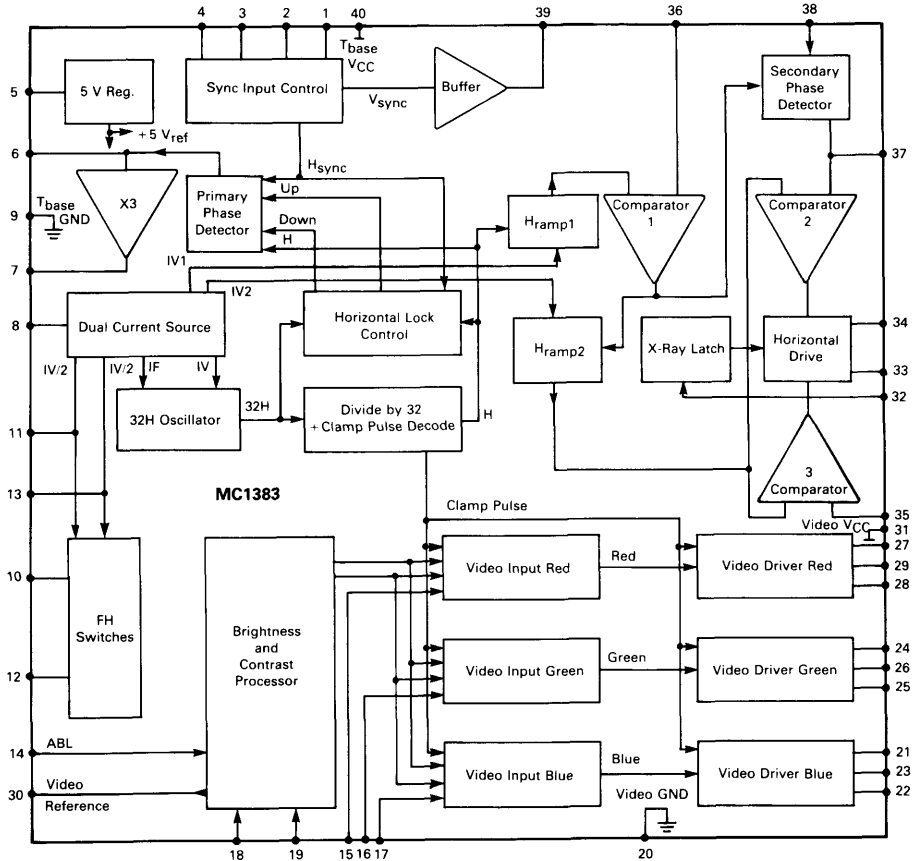 4
3
2
1
40
39
36
38
T base
VCC
5
5 V Reg.
Sync Input Control
Vsync
Buffer
Secondary
Phase
Detector
+5 Vref
6
37
Hsync
X3
Primary
Phase
Detector
Up
Down
H
Hramp1
Comparator
1
Comparator
2
9
Tbase
GND
7
IV1
IV2
8
Dual Current Source
Horizontal Lock
Control
Hramp2
X-Ray Latch
Horizontal
Drive
34
33
32
IV/2
IV/2
IF
IV
32H Oscillator
32H
Divide by 32
+ Clamp Pulse Decode
H
11
3
Comparator
13
MC1383
Clamp Pulse
35
Video VCC
31
10
FH
Switches
12
Brightness
and
Contrast
Processor
Video Input Red
Red
Video Driver Red
27
29
28
Video Input Green
Green
Video Driver Green
24
26
25
14
ABL
30
Video
Reference
Video Input Blue
Blue
Video Driver Blue
21
23
22
Video GND
18
19
15
16
17
20